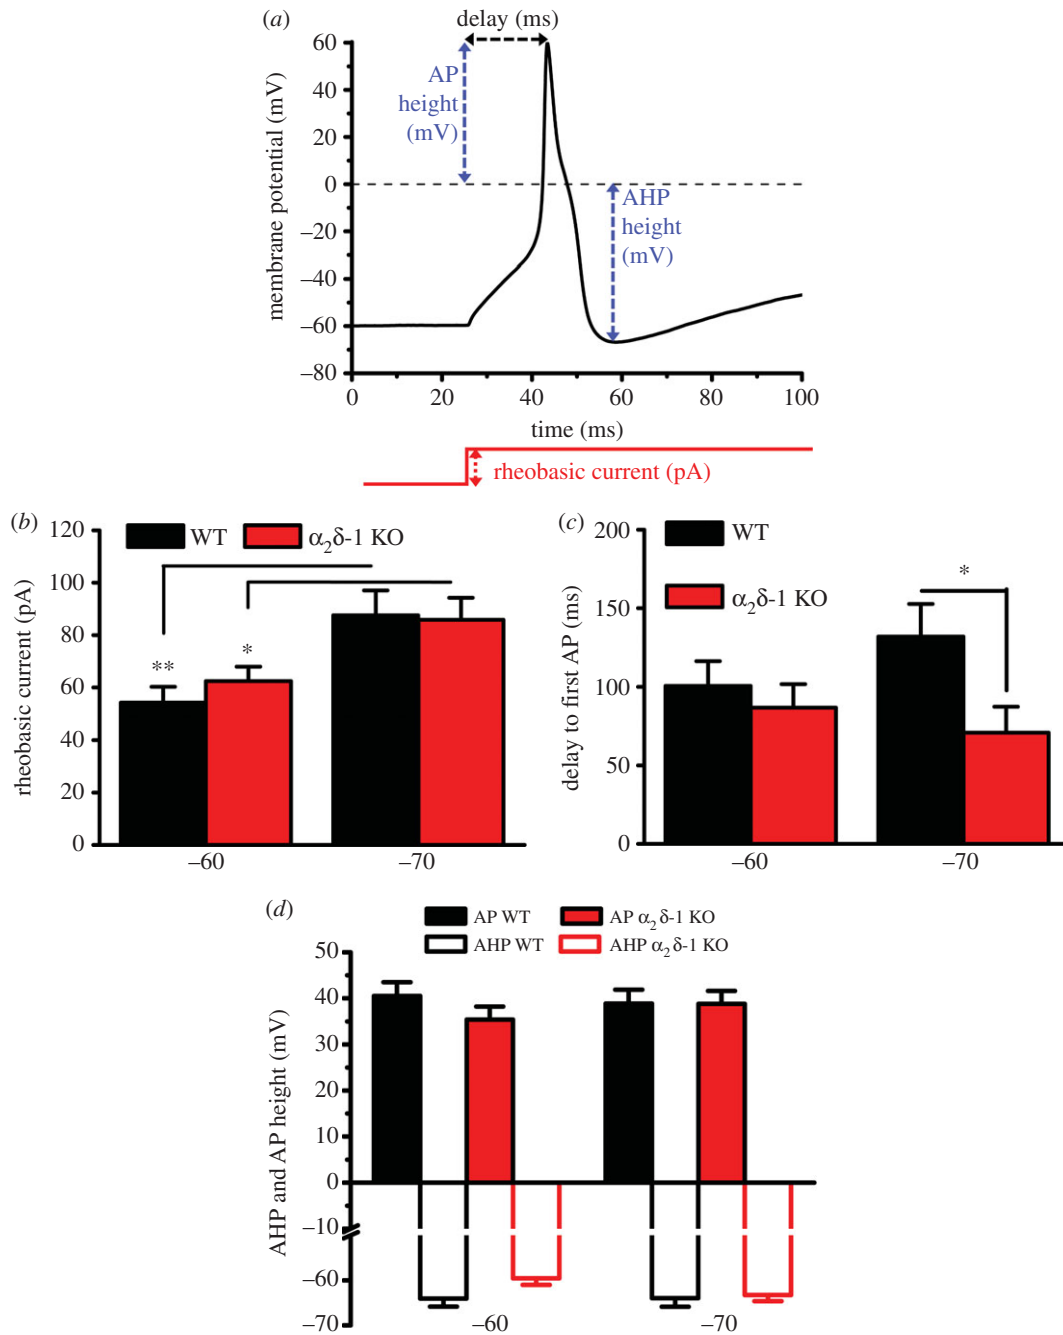 (a)
delay (ms)
membrane potential (mV)
60
40
20
0
–20
–40
–60
–80
AP
height
(mV)
AHP
height
(mV)
0 20 40 60 80 100
time (ms)
rheobasic current (pA)
(b)
rheobasic current (pA)
120
100
80
60
40
20
0
WT α2δ-1 KO
** *
–60 –70
(c)
delay to first AP (ms)
200
150
100
50
0
WT
α2δ-1 KO
*
–60 –70
(d)
AP WT AP α2δ-1 KO
AHP WT AHP α2δ-1 KO
AHP and AP height (mV)
50
40
30
20
10
0
–10
–60
–70
–60 –70